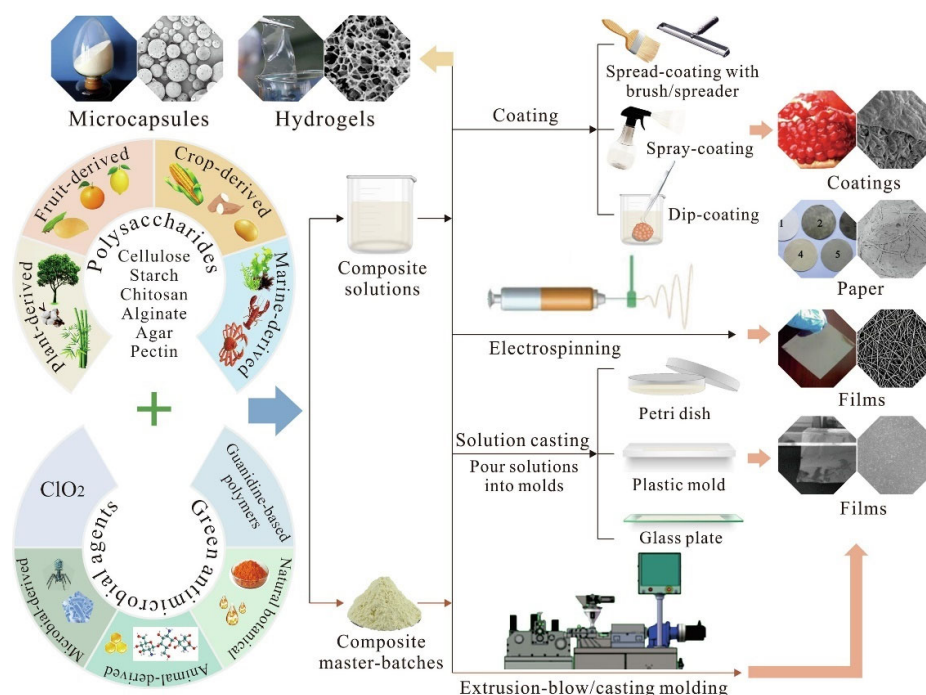 Microcapsules
Hydrogels
Coating
Spread-coating with
brush/spreader
Spray-coating
Dip-coating
Coatings
1
2
4
5
Paper
Fruit-derived
Crop-derived
Plant-derived
Marine-derived
Polysaccharides
Cellulose
Starch
Chitosan
Alginate
Agar
Pectin
+
Composite
solutions
Electrospinning
Films
Solution casting
Pour solutions
into molds
Petri dish
Plastic mold
Glass plate
Films
ClO2
Guanidine-based
polymers
Green antimicrobial agents
Microbial-derived
Animal-derived
Natural botanical
Composite
master-batches
Extrusion-blow/casting molding